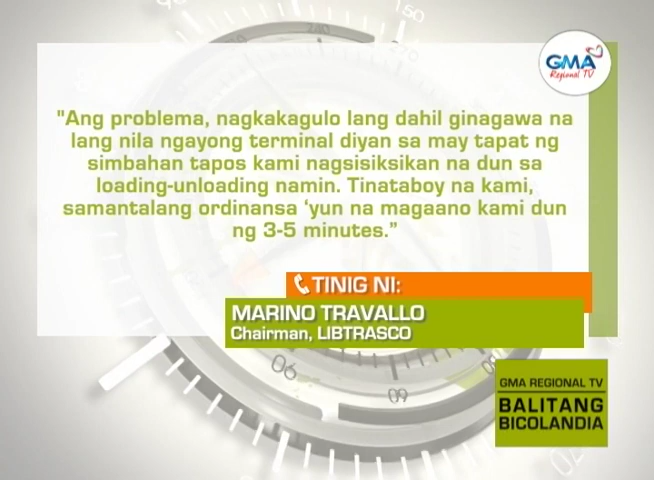 GMA
Regional TV
"Ang problema, nagkakagulo lang dahil ginagawa na
lang nila ngayong terminal diyan sa may tapat ng
simbahan tapos kami nagsisiksikan na dun sa
loading-unloading namin. Tinataboy na kami,
samantalang ordinansa ‘yun na magaano kami dun
ng 3-5 minutes.”
TINIG NI:
MARINO TRAVALLO
Chairman, LIBTRASCO
GMA REGIONAL TV
BALITANG
BICOLANDIA
06
09